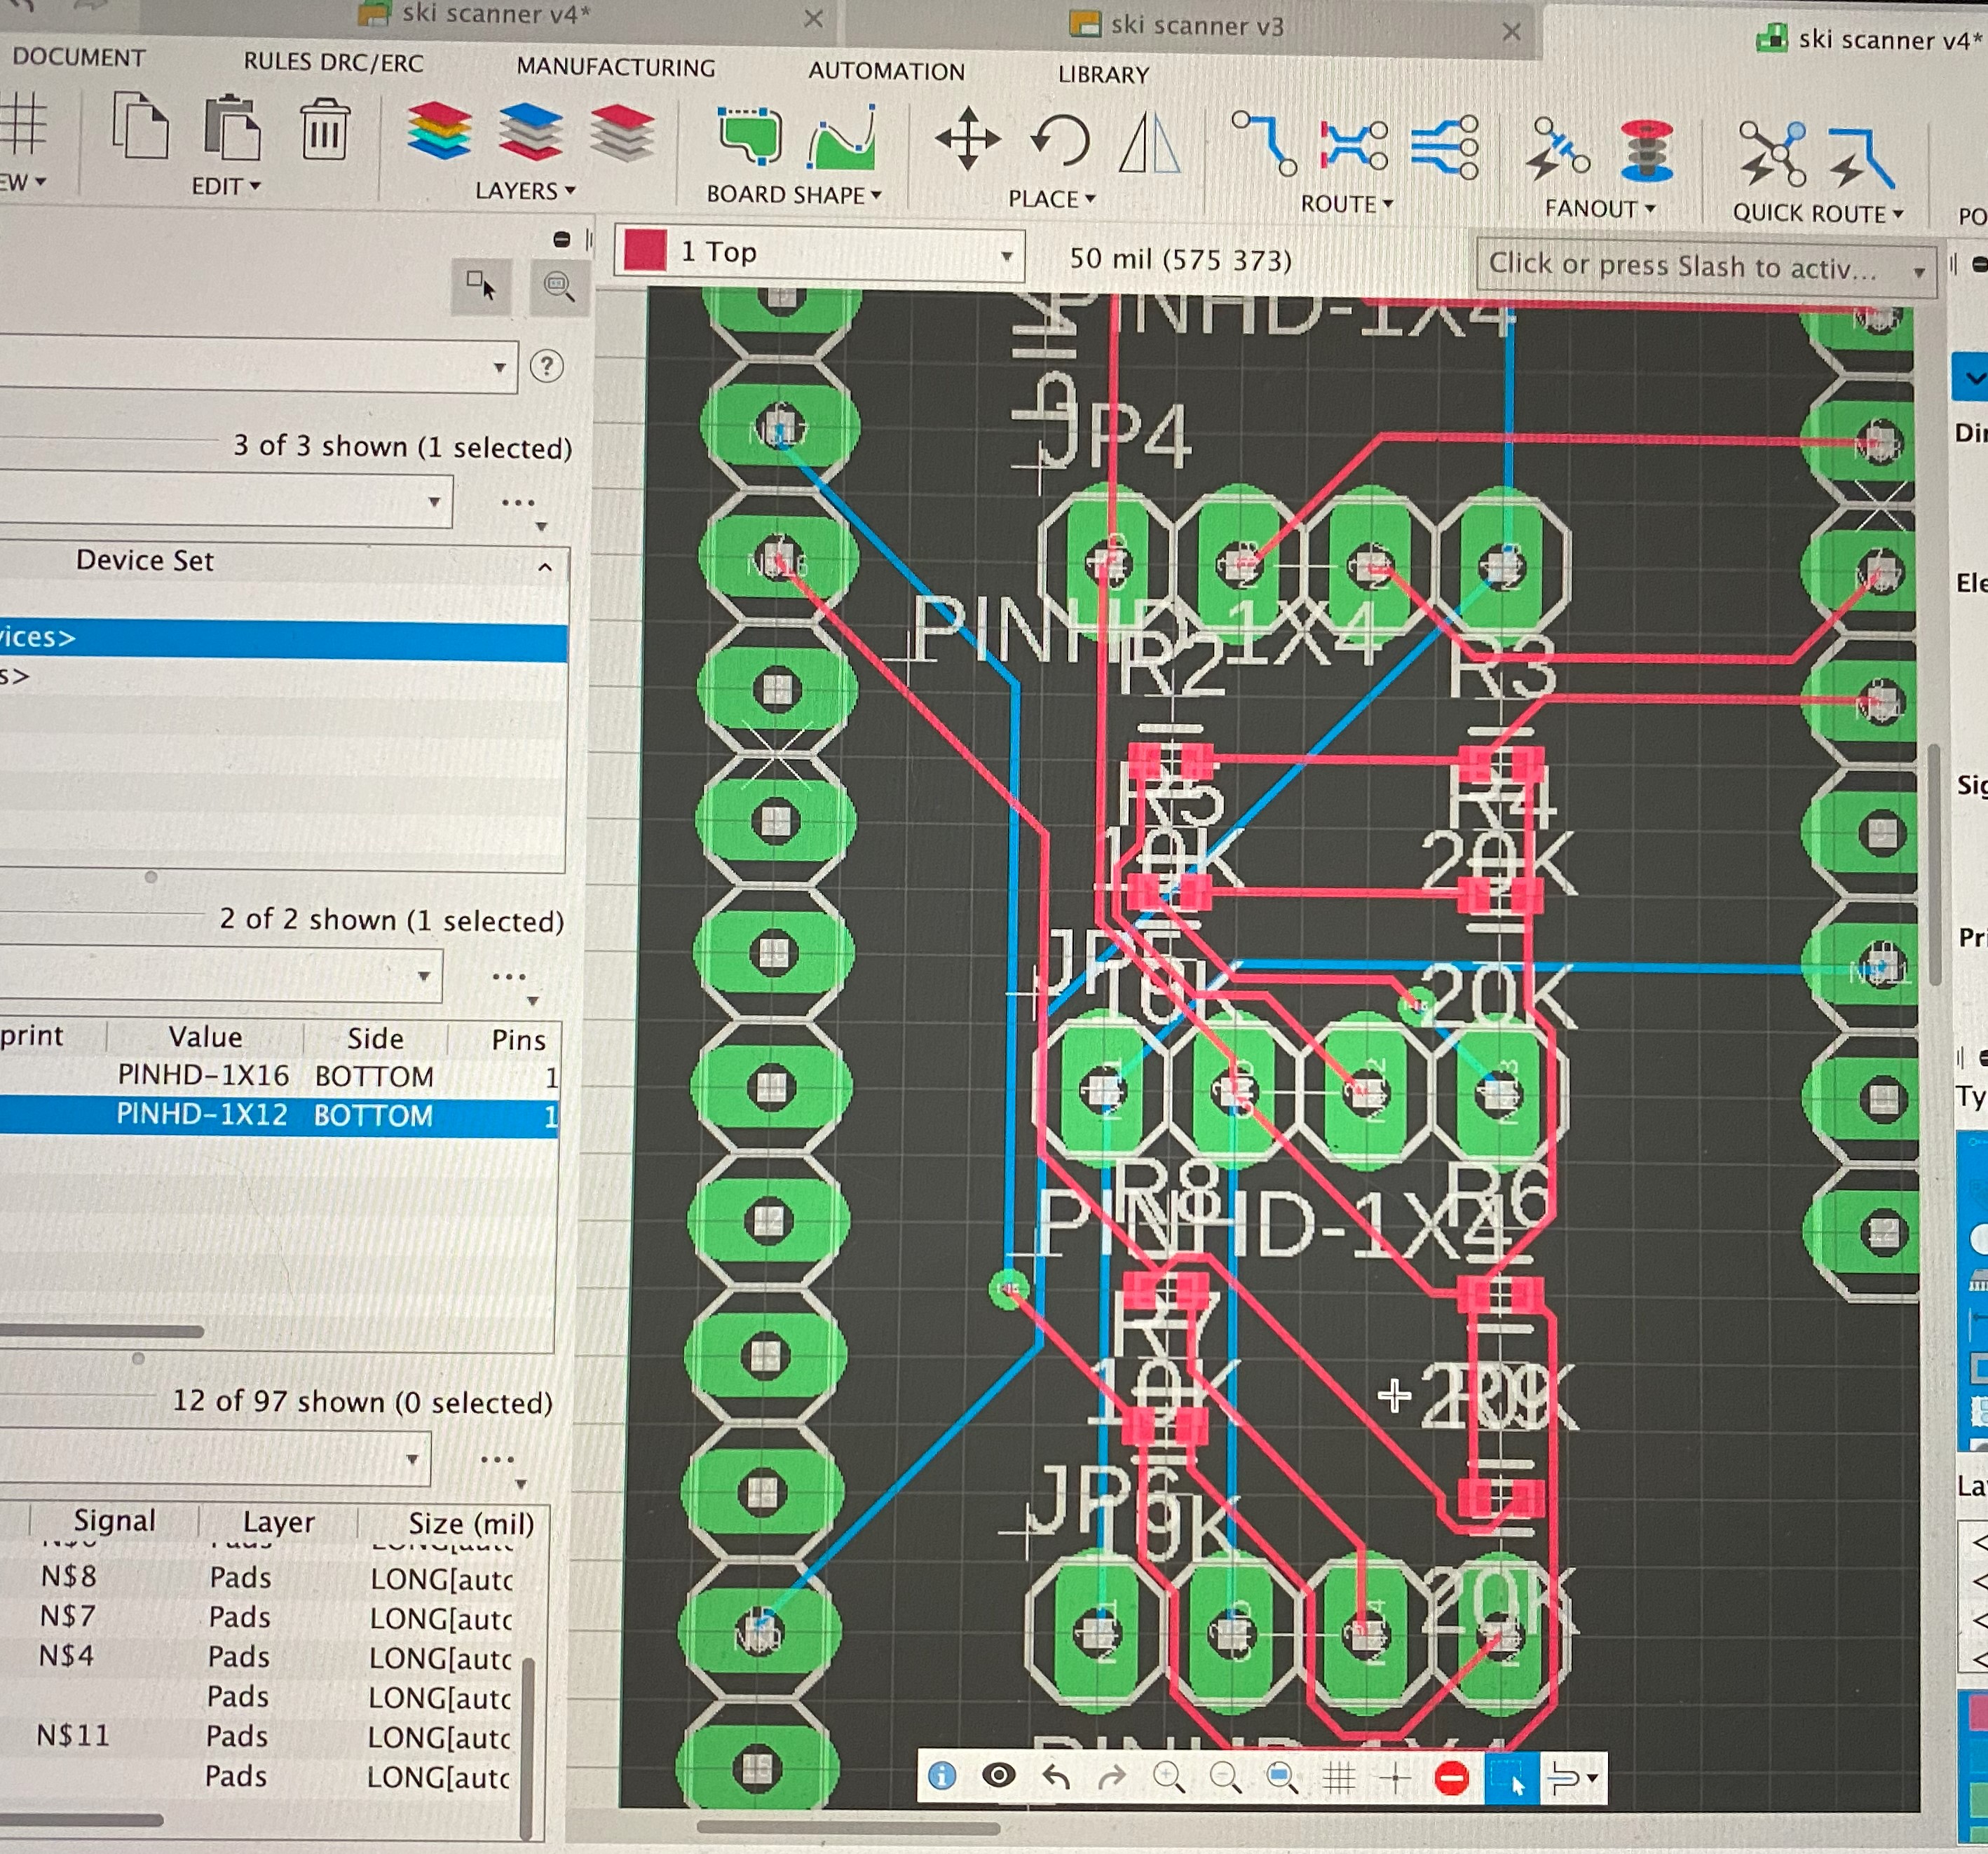 ski scanner v4*
ski scanner v3
ski scanner v4*
DOCUMENT
RULES DRC/ERC
MANUFACTURING
AUTOMATION
LIBRARY
EW
EDIT
LAYERS
BOARD SHAPE
PLACE
ROUTE
FANOUT
QUICK ROUTE
PO
1 Top
50 mil (575 373)
Click or press Slash to activ...
3 of 3 shown (1 selected)
Device Set
vices>
s>
2 of 2 shown (1 selected)
print
Value
Side
Pins
PINHD-1X16
BOTTOM
1
PINHD-1X12
BOTTOM
1
12 of 97 shown (0 selected)
Signal
Layer
Size (mil)
N$8
Pads
LONG[autc
N$7
Pads
LONG[autc
N$4
Pads
LONG[autc
Pads
LONG[autc
N$11
Pads
LONG[autc
Pads
LONG[autc
PINHD-1X4
JP4
PINHD-1X4
R2
R3
R5
R4
10K
20K
JP5
10K
20K
R8
R6
PINHD-1X4
R7
10K
20K
JP6
20K
PINHD-1X4
N$11
Dir
Ele
Sig
Pri
Ty
La